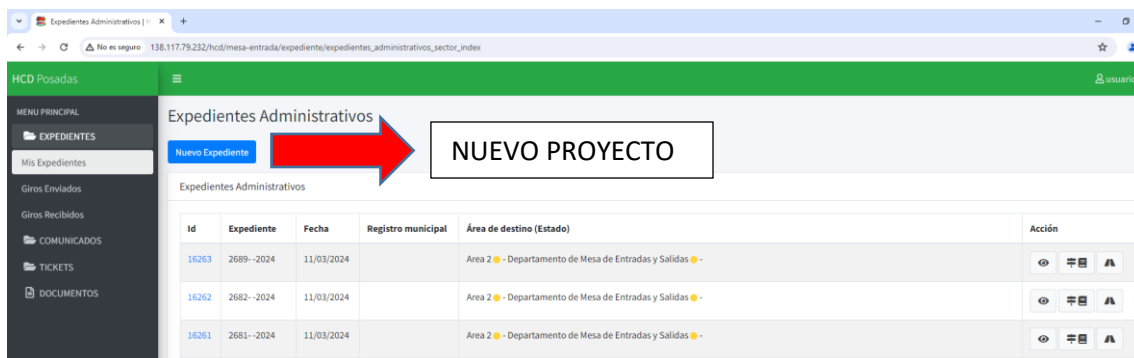 Expedientes Administrativos |
No es seguro 138.117.79.232/hcd/mesa-entrada/expediente/expedientes_administrativos_sector_index
HCD Posadas
usuario
MENU PRINCIPAL
EXPEDIENTES
Mis Expedientes
Giros Enviados
Giros Recibidos
COMUNICADOS
TICKETS
DOCUMENTOS
Expedientes Administrativos
Nuevo Expediente
NUEVO PROYECTO
Expedientes Administrativos
Id Expediente Fecha Registro municipal Área de destino (Estado) Acción
16263 2689--2024 11/03/2024 Area 2 - Departamento de Mesa de Entradas y Salidas -
16262 2682--2024 11/03/2024 Area 2 - Departamento de Mesa de Entradas y Salidas -
16261 2681--2024 11/03/2024 Area 2 - Departamento de Mesa de Entradas y Salidas -